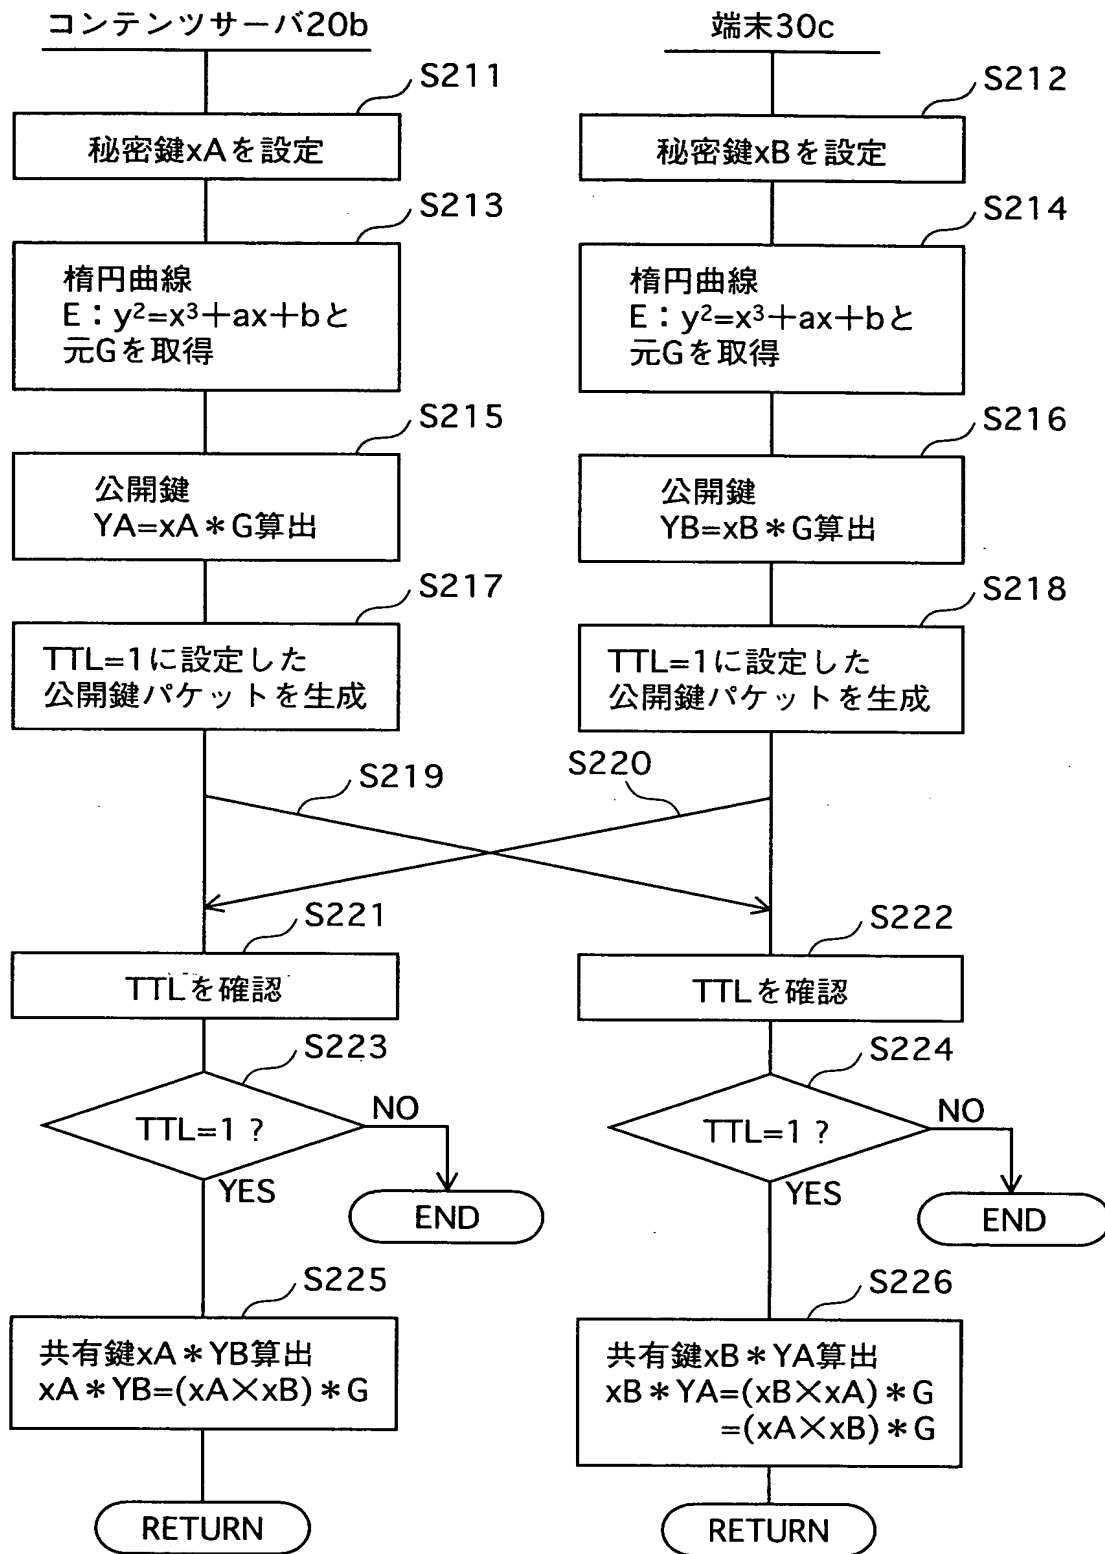 コンテンツサーバ20b
端末30c
S211
S212
秘密鍵xAを設定
秘密鍵xBを設定
S213
S214
楕円曲線
E：y²=x³+ax+bと
元Gを取得
楕円曲線
E：y²=x³+ax+bと
元Gを取得
S215
S216
公開鍵
YA=xA＊G算出
公開鍵
YB=xB＊G算出
S217
S218
TTL=1に設定した
公開鍵パケットを生成
TTL=1に設定した
公開鍵パケットを生成
S219
S220
S221
S222
TTLを確認
TTLを確認
S223
S224
TTL=1？
NO
YES
END
TTL=1？
NO
YES
END
S225
S226
共有鍵xA＊YB算出
xA＊YB=(xA×xB)＊G
共有鍵xB＊YA算出
xB＊YA=(xB×xA)＊G
=(xA×xB)＊G
RETURN
RETURN